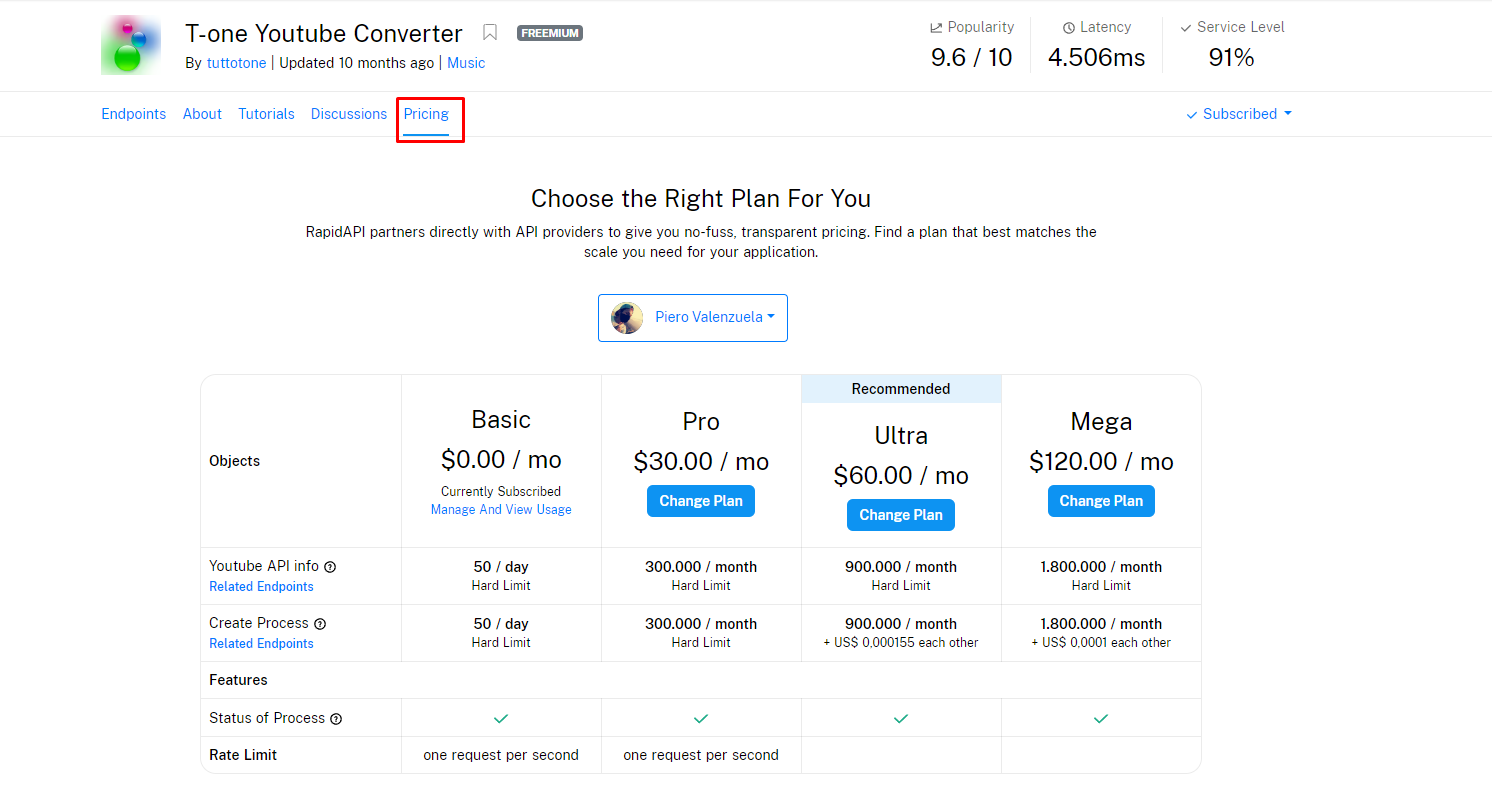 T-one Youtube Converter FREEMIUM
By tuttotone | Updated 10 months ago | Music
Popularity
9.6 / 10
Latency
4.506ms
Service Level
91%
Endpoints About Tutorials Discussions Pricing Subscribed
Choose the Right Plan For You
RapidAPI partners directly with API providers to give you no-fuss, transparent pricing. Find a plan that best matches the
scale you need for your application.
Piero Valenzuela
Objects
Basic
$0.00 / mo
Currently Subscribed
Manage And View Usage
Pro
$30.00 / mo
Change Plan
Recommended
Ultra
$60.00 / mo
Change Plan
Mega
$120.00 / mo
Change Plan
Youtube API info ?
Related Endpoints
50 / day
Hard Limit
300.000 / month
Hard Limit
900.000 / month
Hard Limit
1.800.000 / month
Hard Limit
Create Process ?
Related Endpoints
50 / day
Hard Limit
300.000 / month
Hard Limit
900.000 / month
+ US$ 0,000155 each other
1.800.000 / month
+ US$ 0,0001 each other
Features
Status of Process ?
Rate Limit one request per second one request per second